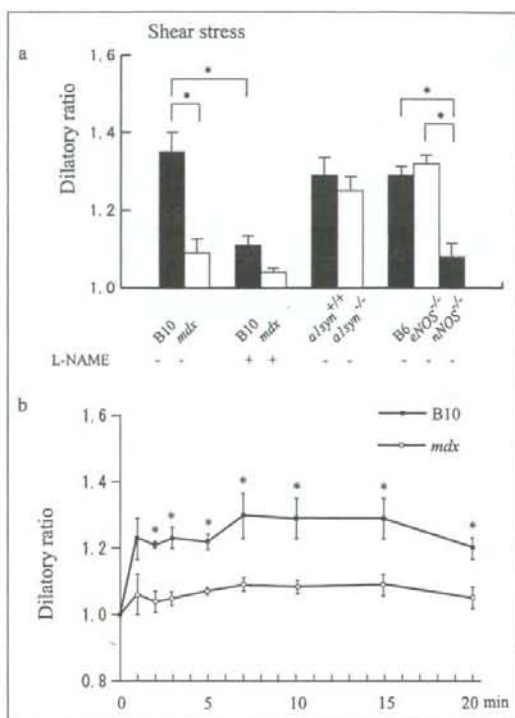 Shear stress
a
Dilatory ratio
1.6
1.4
1.2
1.0
* * * *
B10 mdx B10 mdx α1syn+/+ α1syn-/- B6 eNOS-/- nNOS-/-
L-NAME - - + + - - - - -
b
Dilatory ratio
1.6
1.4
1.2
1.0
0.8
B10
mdx
* * * * * * *
0 5 10 15 20 min